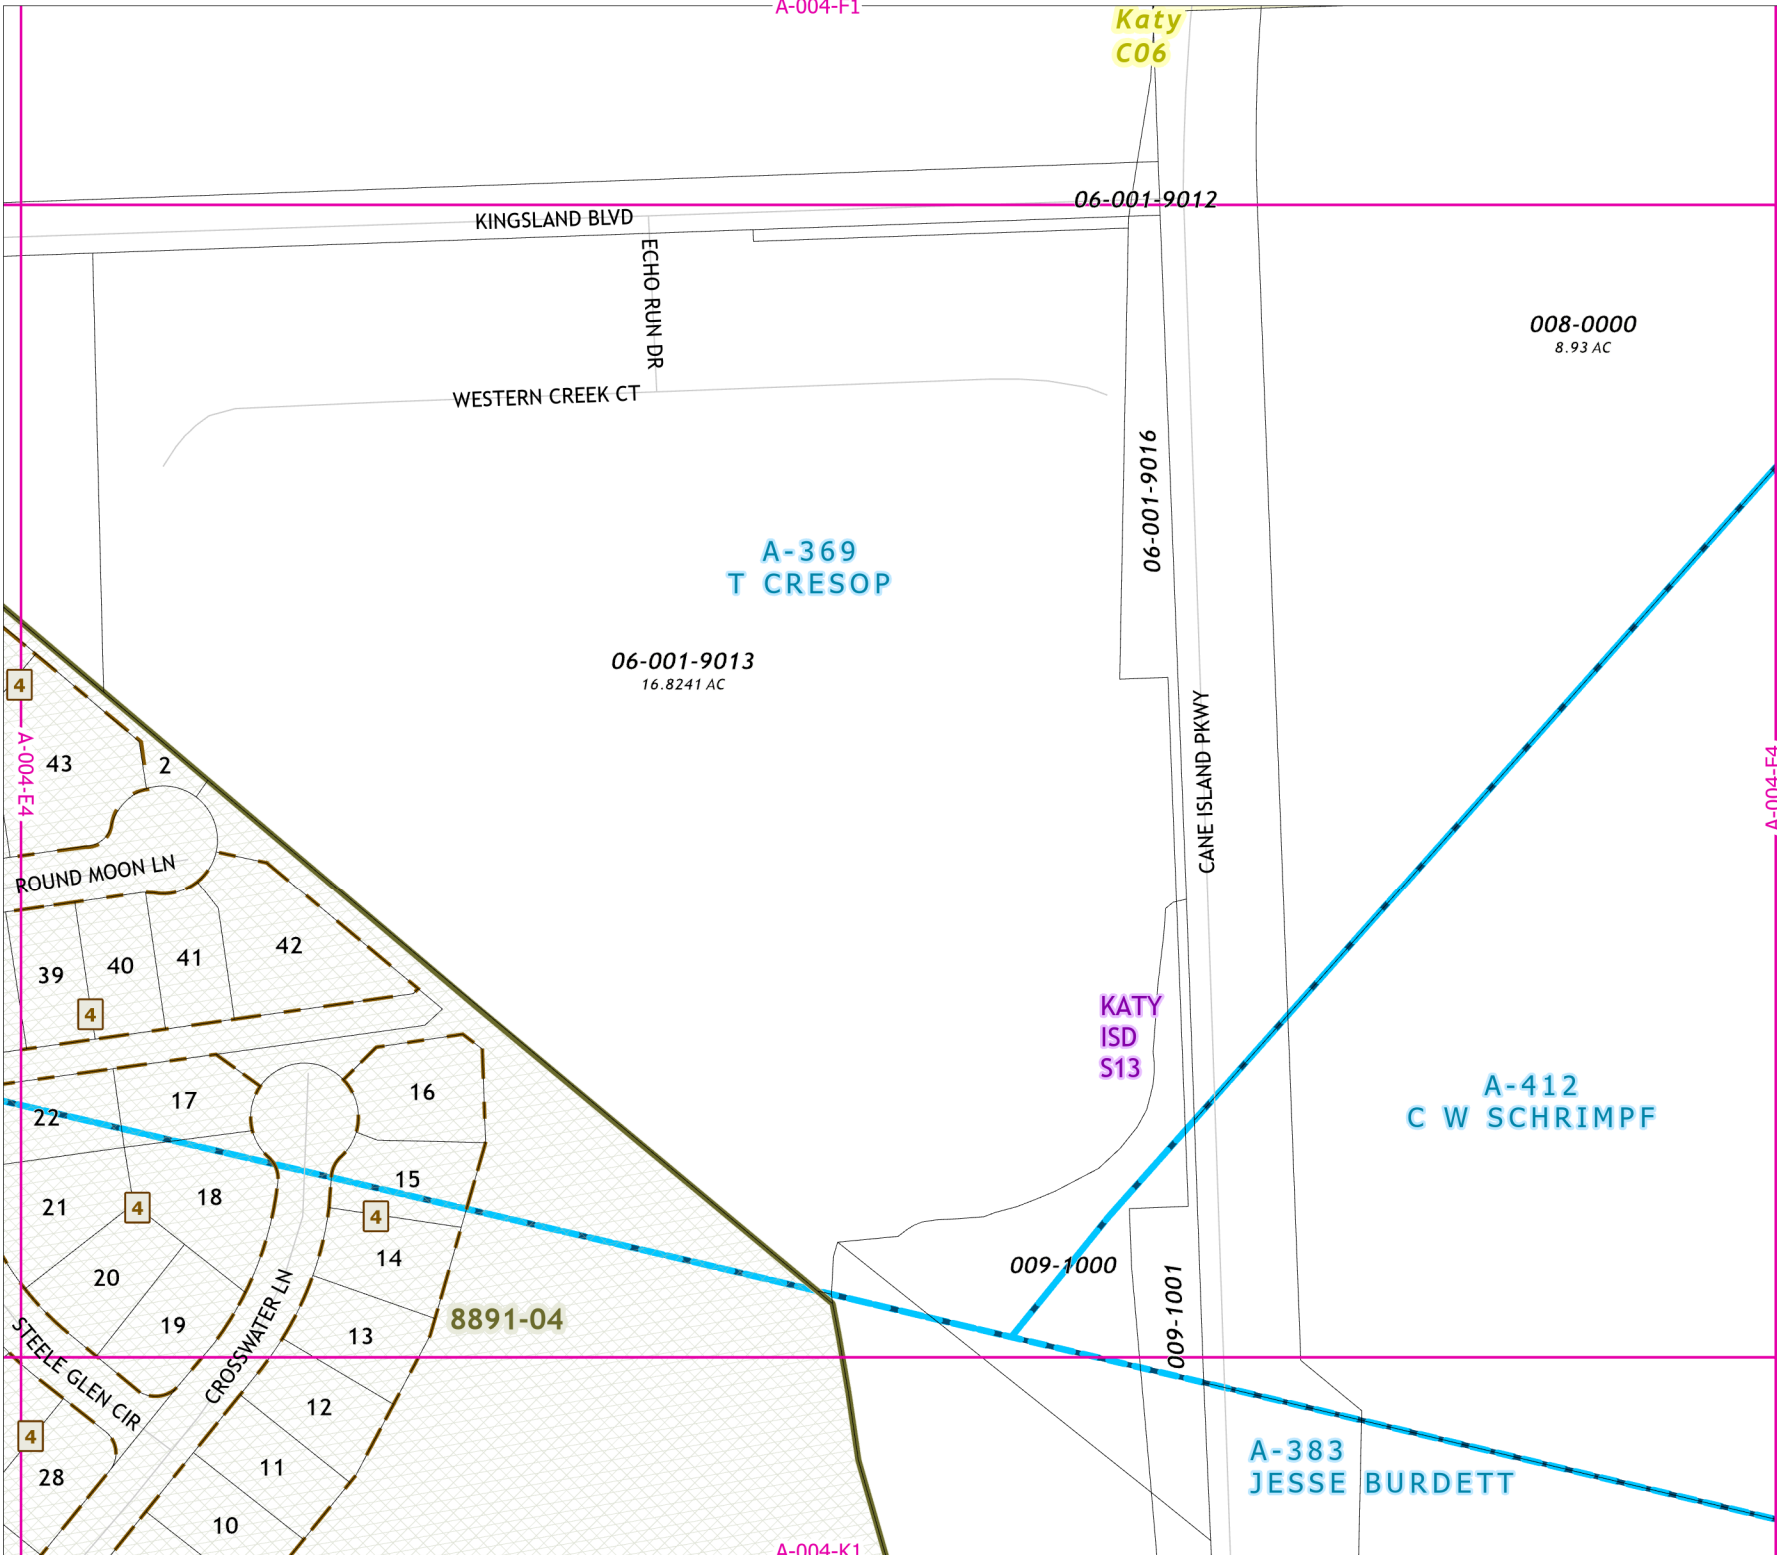 A-004-F1
Katy
C06
06-001-9012
KINGSLAND BLVD
ECHO RUN DR
008-0000
8.93 AC
WESTERN CREEK CT
06-001-9016
A-369
T CRESOP
06-001-9013
16.8241 AC
4
43
2
A-004-E4
CANE ISLAND PKWY
A-004-F4
ROUND MOON LN
39
40
41
42
4
KATY
ISD
S13
A-412
C W SCHRIMPF
22
17
16
15
21
4
18
4
14
009-1000
009-1001
20
19
13
8891-04
STEELE GLEN CIR
CROSSWATER LN
12
4
28
11
10
A-383
JESSE BURDETT
A-004-K1